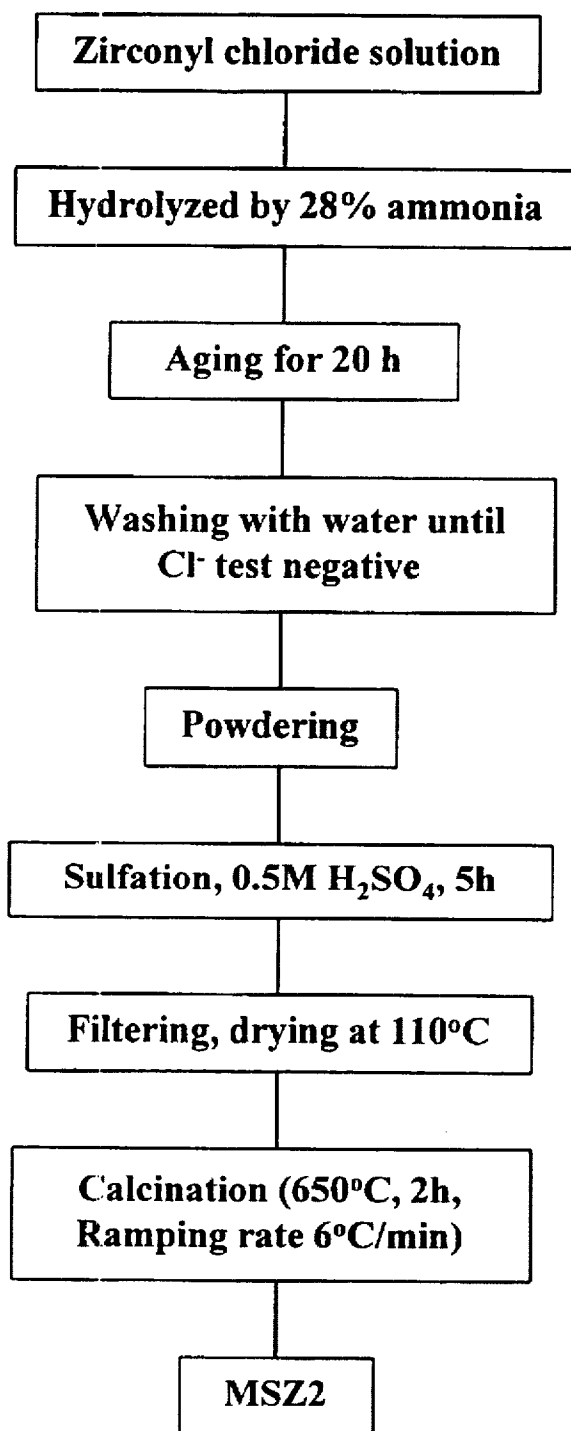 Zirconyl chloride solution
Hydrolyzed by 28% ammonia
Aging for 20 h
Washing with water until
Cl⁻ test negative
Powdering
Sulfation, 0.5M H₂SO₄, 5h
Filtering, drying at 110°C
Calcination (650°C, 2h,
Ramping rate 6°C/min)
MSZ2